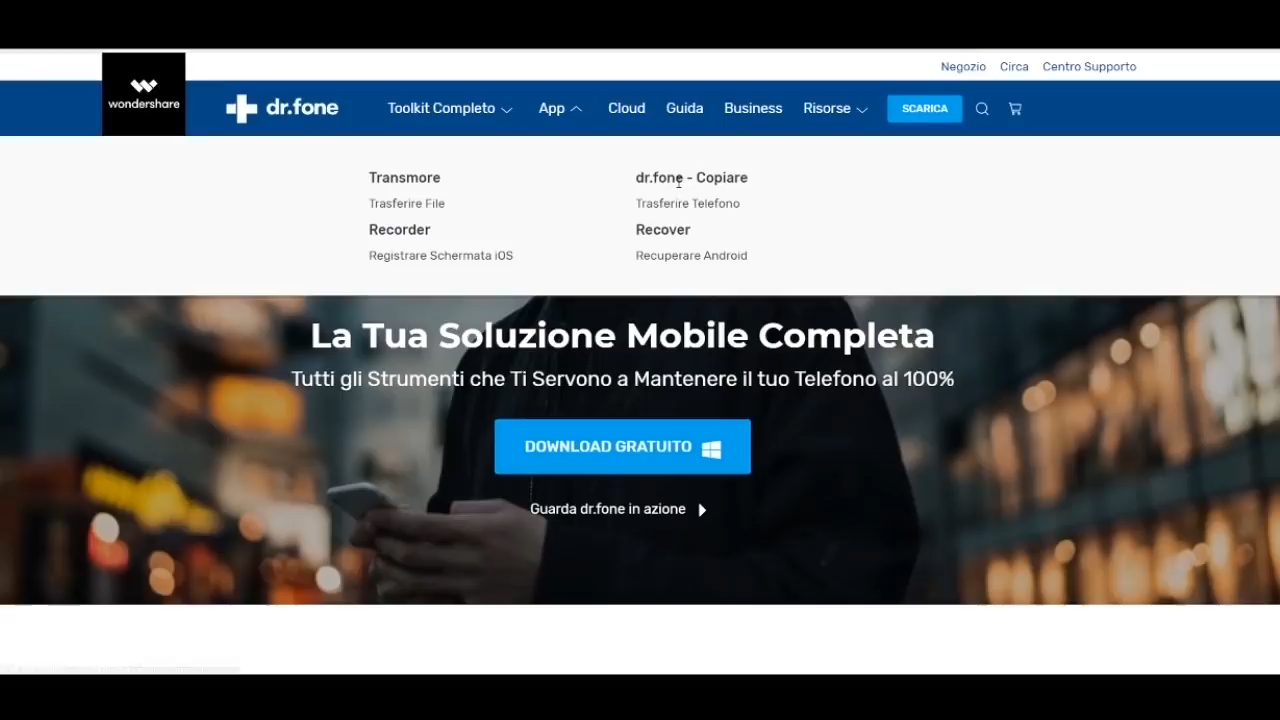 Negozio Circa Centro Supporto
wondershare
dr.fone Toolkit Completo App Cloud Guida Business Risorse SCARICA
Transmore
Trasferire File
Recorder
Registrare Schermata iOS
dr.fone - Copiare
Trasferire Telefono
Recover
Recuperare Android
La Tua Soluzione Mobile Completa
Tutti gli Strumenti che Ti Servono a Mantenere il tuo Telefono al 100%
DOWNLOAD GRATUITO
Guarda dr.fone in azione